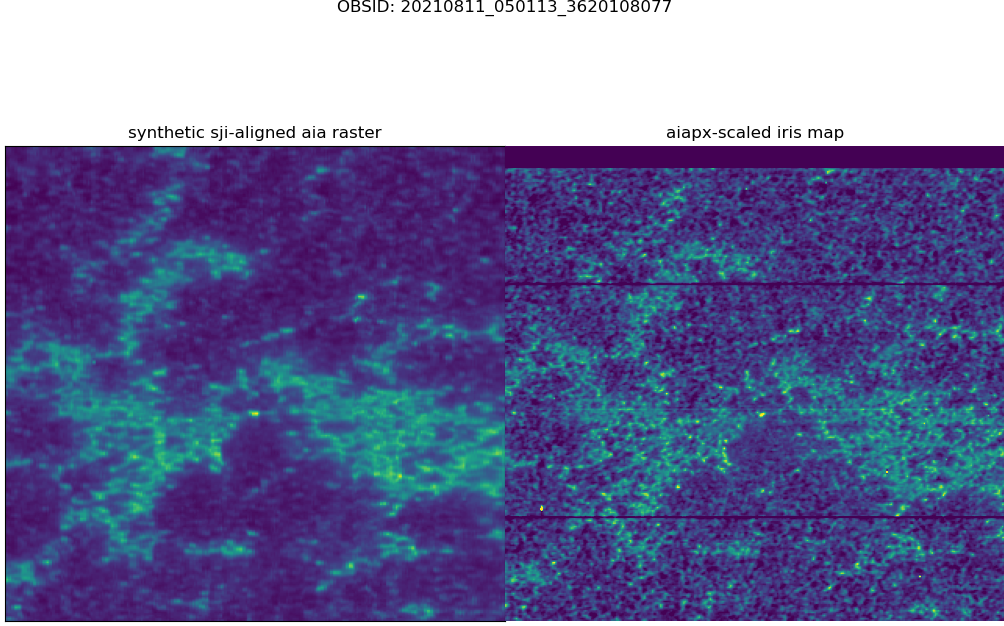 OBSID: 20210811_050113_3620108077
synthetic sji-aligned aia raster
aiapx-scaled iris map